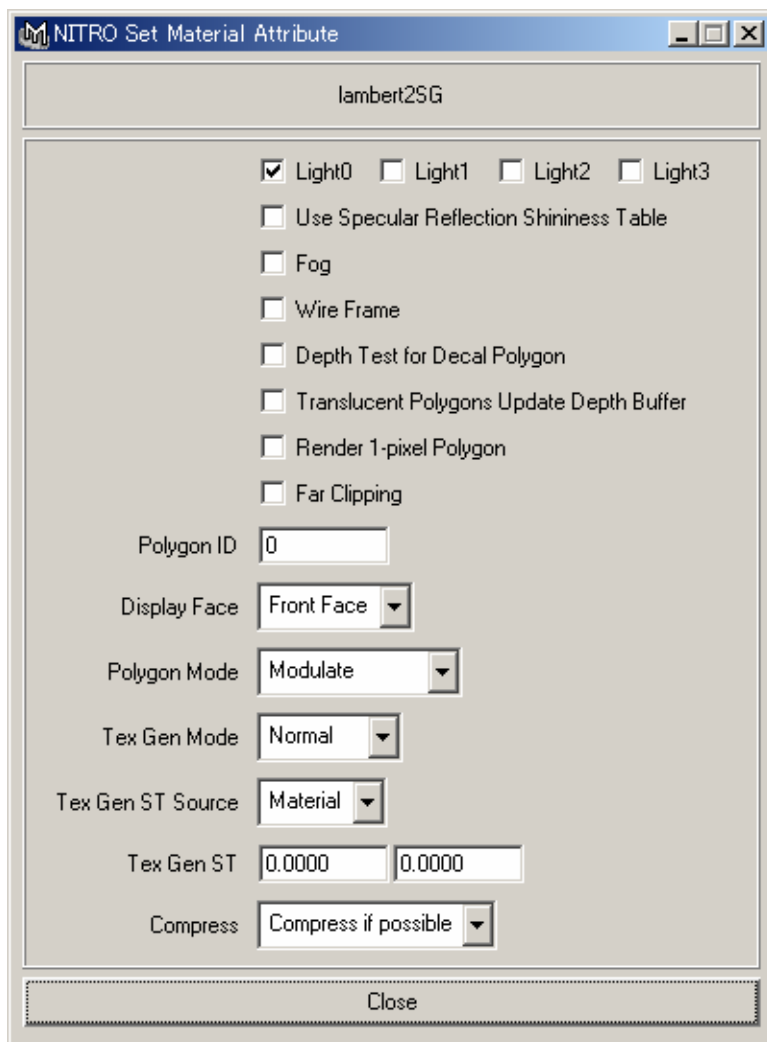 NITRO Set Material Attribute
lambert2SG
Light0 Light1 Light2 Light3
Use Specular Reflection Shininess Table
Fog
Wire Frame
Depth Test for Decal Polygon
Translucent Polygons Update Depth Buffer
Render 1-pixel Polygon
Far Clipping
Polygon ID 0
Display Face Front Face
Polygon Mode Modulate
Tex Gen Mode Normal
Tex Gen ST Source Material
Tex Gen ST 0.0000 0.0000
Compress Compress if possible
Close